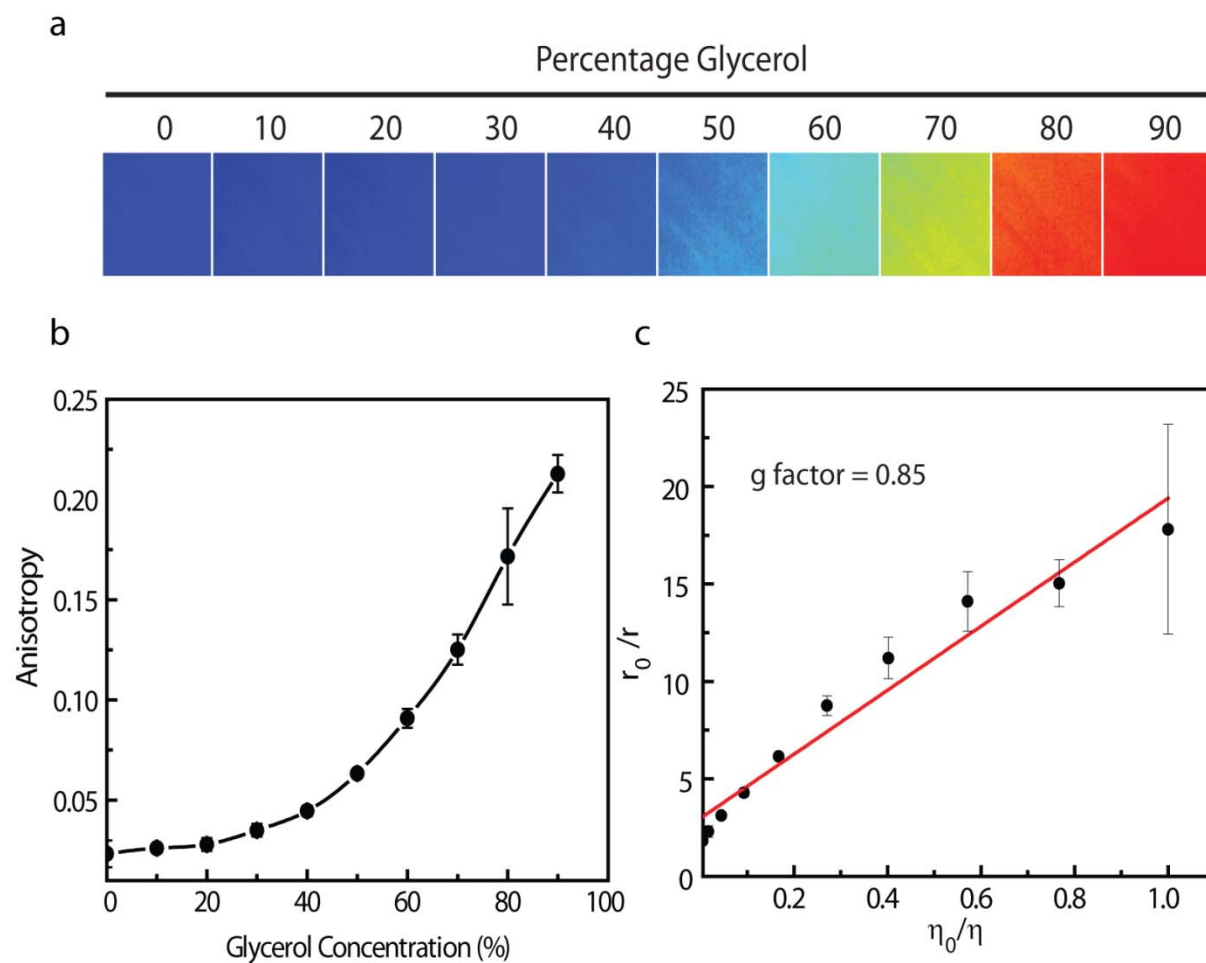 a
Percentage Glycerol
0 10 20 30 40 50 60 70 80 90
b
c
0.25
0.20
0.15
0.10
0.05
Anisotropy
0 20 40 60 80 100
Glycerol Concentration (%)
25
20
15
10
5
0
g factor = 0.85
r₀/r
0.2 0.4 0.6 0.8 1.0
η₀/η